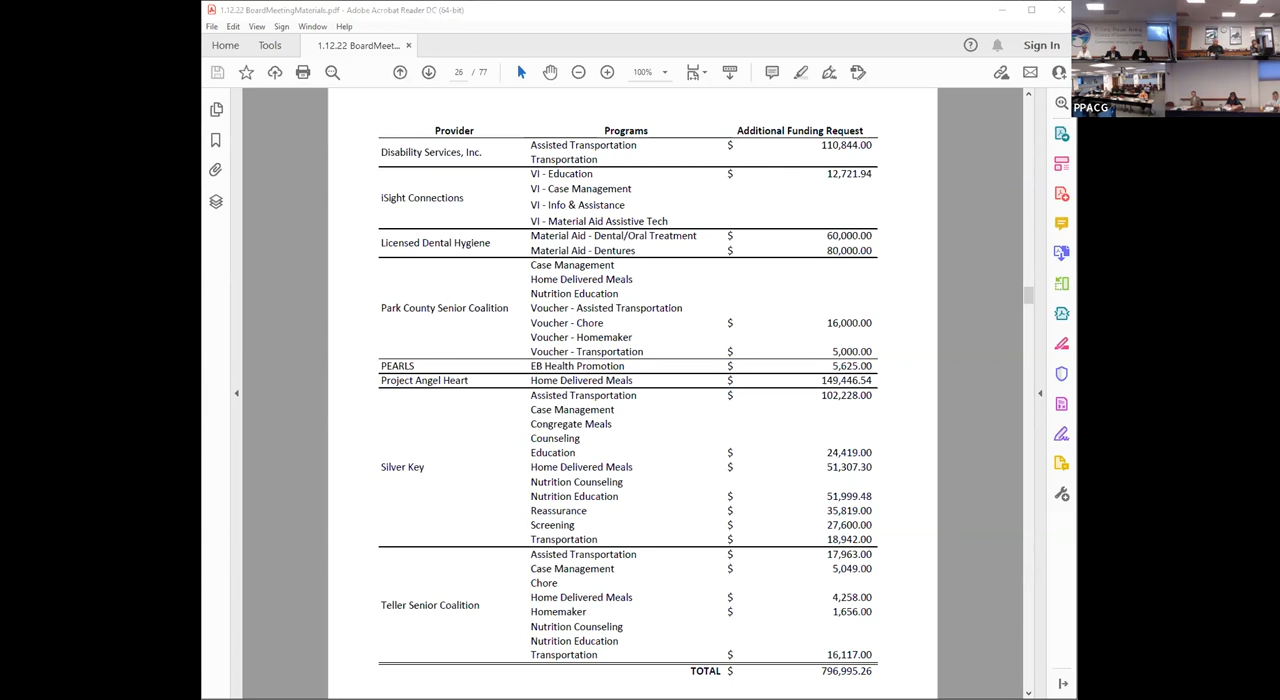 1.12.22 BoardMeetingMaterials.pdf - Adobe Acrobat Reader DC (64-bit)
File Edit View Sign Window Help
Home Tools 1.12.22 BoardMeet... × Sign In
26 / 77 100%
PPACG
Provider Programs Additional Funding Request
Disability Services, Inc.
Assisted Transportation $ 110,844.00
Transportation
iSight Connections
VI - Education $ 12,721.94
VI - Case Management
VI - Info & Assistance
VI - Material Aid Assistive Tech
Licensed Dental Hygiene
Material Aid - Dental/Oral Treatment $ 60,000.00
Material Aid - Dentures $ 80,000.00
Park County Senior Coalition
Case Management
Home Delivered Meals
Nutrition Education
Voucher - Assisted Transportation
Voucher - Chore $ 16,000.00
Voucher - Homemaker
Voucher - Transportation $ 5,000.00
PEARLS EB Health Promotion $ 5,625.00
Project Angel Heart Home Delivered Meals $ 149,446.54
Silver Key
Assisted Transportation $ 102,228.00
Case Management
Congregate Meals
Counseling
Education $ 24,419.00
Home Delivered Meals $ 51,307.30
Nutrition Counseling
Nutrition Education $ 51,999.48
Reassurance $ 35,819.00
Screening $ 27,600.00
Transportation $ 18,942.00
Teller Senior Coalition
Assisted Transportation $ 17,963.00
Case Management $ 5,049.00
Chore
Home Delivered Meals $ 4,258.00
Homemaker $ 1,656.00
Nutrition Counseling
Nutrition Education
Transportation $ 16,117.00
TOTAL $ 796,995.26